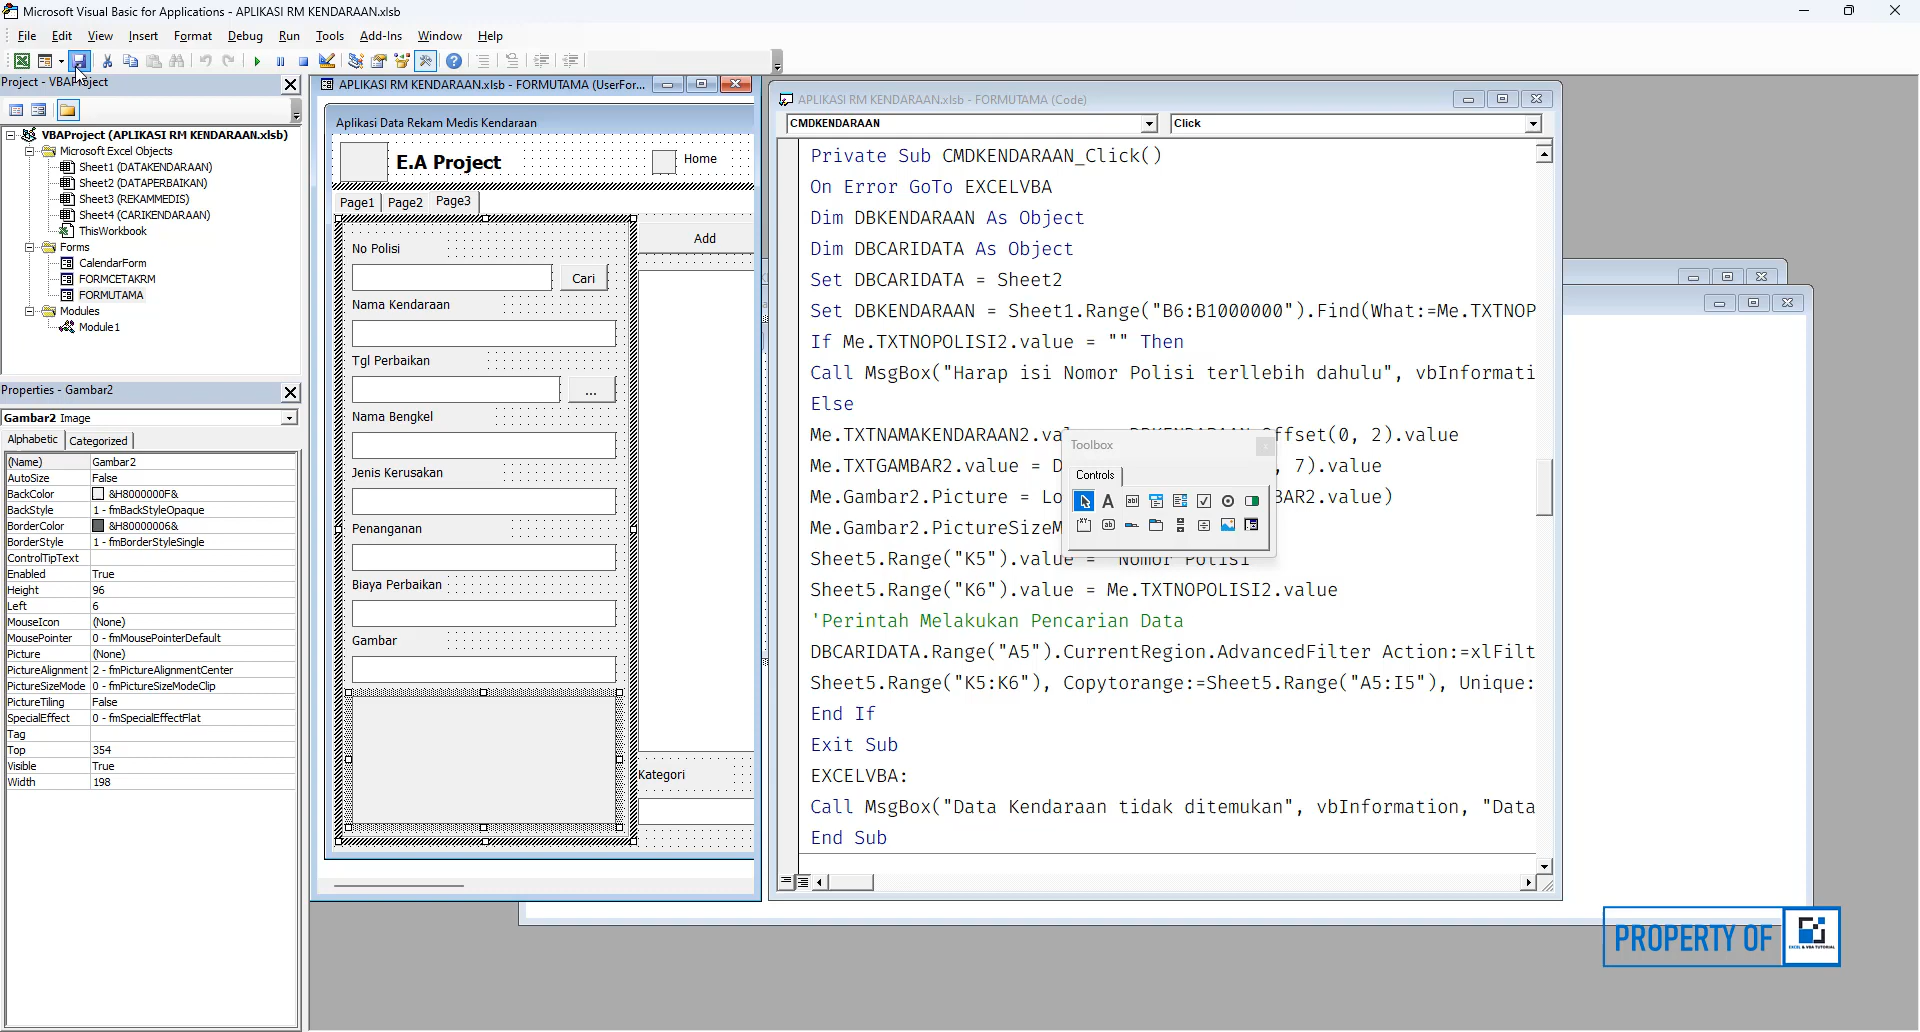 Microsoft Visual Basic for Applications - APLIKASI RM KENDARAAN.xlsb
File Edit View Insert Format Debug Run Tools Add-Ins Window Help
Project - VBAProject
VBAProject (APLIKASI RM KENDARAAN.xlsb)
Microsoft Excel Objects
Sheet1 (DATAKENDARAAN)
Sheet2 (DATAPERBAIKAN)
Sheet3 (REKAMMEDIS)
Sheet4 (CARIKENDARAAN)
ThisWorkbook
Forms
CalendarForm
FORMCETAKRM
FORMUTAMA
Modules
Module1
Properties - Gambar2
Gambar2 Image
Alphabetic Categorized
(Name) Gambar2
AutoSize False
BackColor &H8000000F&
BackStyle 1 - fmBackStyleOpaque
BorderColor &H80000006&
BorderStyle 1 - fmBorderStyleSingle
ControlTipText
Enabled True
Height 96
Left 6
MouseIcon (None)
MousePointer 0 - fmMousePointerDefault
Picture (None)
PictureAlignment 2 - fmPictureAlignmentCenter
PictureSizeMode 0 - fmPictureSizeModeClip
PictureTiling False
SpecialEffect 0 - fmSpecialEffectFlat
Tag
Top 354
Visible True
Width 198
APLIKASI RM KENDARAAN.xlsb - FORMUTAMA (UserFor...
Aplikasi Data Rekam Medis Kendaraan
E.A Project
Home
Page1 Page2 Page3
No Polisi
Cari
Add
Nama Kendaraan
Tgl Perbaikan
...
Nama Bengkel
Jenis Kerusakan
Penanganan
Biaya Perbaikan
Gambar
Kategori
APLIKASI RM KENDARAAN.xlsb - FORMUTAMA (Code)
CMDKENDARAAN Click
Private Sub CMDKENDARAAN_Click()
On Error GoTo EXCELVBA
Dim DBKENDARAAN As Object
Dim DBCARIDATA As Object
Set DBCARIDATA = Sheet2
Set DBKENDARAAN = Sheet1.Range("B6:B1000000").Find(What:=Me.TXTNOP
If Me.TXTNOPOLISI2.value = "" Then
Call MsgBox("Harap isi Nomor Polisi terllebih dahulu", vbInformati
Else
Me.TXTNAMAKENDARAAN2.va ffset(0, 2).value
Me.TXTGAMBAR2.value = D , 7).value
Me.Gambar2.Picture = Lo BAR2.value)
Me.Gambar2.PictureSizeM
Sheet5.Range("K5").value = "Nomor Polisi"
Sheet5.Range("K6").value = Me.TXTNOPOLISI2.value
'Perintah Melakukan Pencarian Data
DBCARIDATA.Range("A5").CurrentRegion.AdvancedFilter Action:=xlFilt
Sheet5.Range("K5:K6"), Copytorange:=Sheet5.Range("A5:I5"), Unique:
End If
Exit Sub
EXCELVBA:
Call MsgBox("Data Kendaraan tidak ditemukan", vbInformation, "Data
End Sub
Toolbox
Controls
PROPERTY OF
EXCEL & VBA TUTORIAL